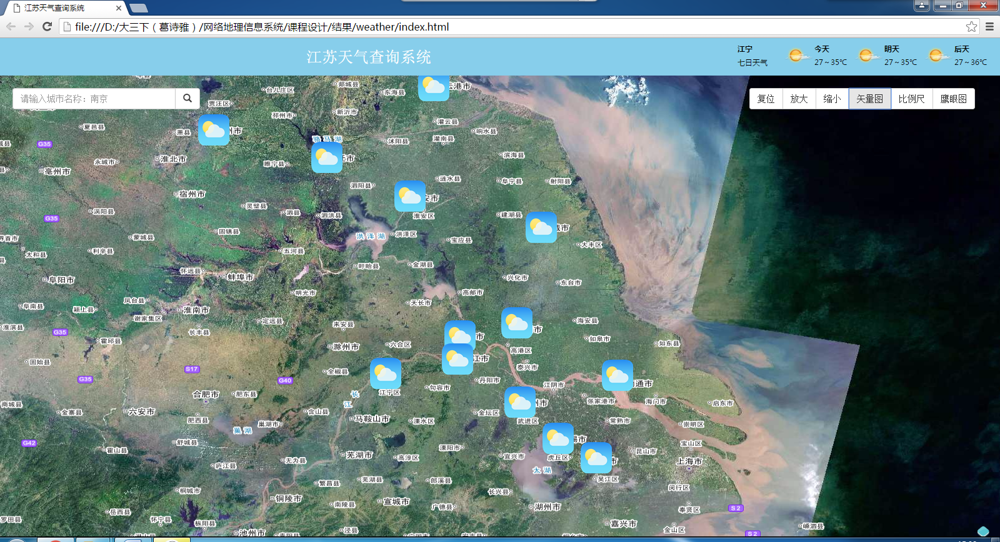 江苏天气查询系统
file:///D:/大三下（葛诗雅）/网络地理信息系统/课程设计/结果/weather/index.html
江苏天气查询系统
江宁
七日天气
今天
27～35℃
明天
27～35℃
后天
27～36℃
请输入城市名称：南京
复位
放大
缩小
矢量图
比例尺
鹰眼图
台儿庄区
郯城县
东海县
云港市
贾汪区
邳州市
新沂市
灌云县
夏邑县
萧县
州市
骆马湖
沭阳县
灌南县
响水县
G35
永城市
淮北市
睢宁县
迁市
滨海县
亳州市
泗阳县
涟水县
阜宁县
射阳县
宿州市
安市
涡阳县
灵璧县
泗县
泗洪县
淮安区
建湖县
城市
G35
界首市
蒙城县
固镇县
洪泽湖
洪泽区
宝应县
大丰区
太和县
利辛县
五河县
盱眙县
金湖县
怀远县
蚌埠市
兴化市
东台市
阜阳市
明光市
高邮市
凤台县
天长市
阜南县
颍上县
淮南市
谢家集区
定远县
来安县
海安县
淮滨县
G35
长丰县
霍邱县
滁州市
六合区
如皋市
如东县
高港区
江市
固始县
S17
全椒县
泰兴市
G35
G40
丹阳市
江阴市
南通市
合肥市
肥东县
长江
江宁区
句容市
张家港市
海门市
启东市
商城县
金寨县
六安市
含山县
马鞍山市
溧水区
金坛区
州市
武进区
常熟市
肥西县
巢湖市
崇明区
巢湖
G42
霍山县
舒城县
溧阳市
宜兴市
锡市
虎丘区
昆山市
宝山区
无为县
芜湖市
高淳区
庐江县
太湖
上海市
吴江区
繁昌县
芜湖县
郎溪县
长兴县
闵行区
桐城市
铜陵市
南陵县
宣城市
广德县
湖州市
奉贤区
S2
罗田县
岳西县
怀宁县
枞阳县
池州市
泾县
嘉兴市
金山区
嵊泗县
S2